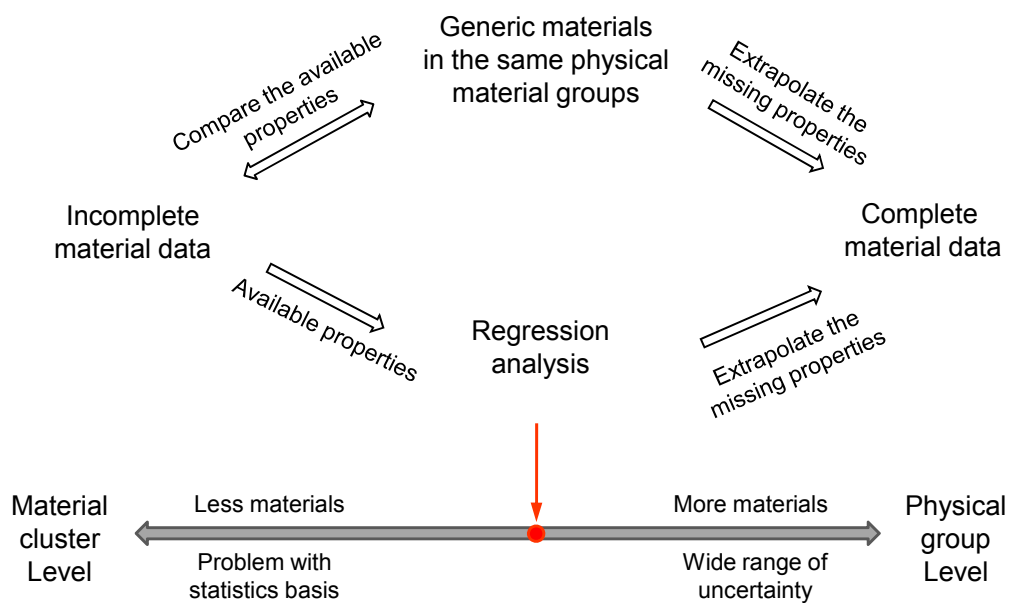 Generic materials
in the same physical
material groups
Compare the available
properties
Extrapolate the
missing properties
Incomplete
material data
Complete
material data
Available properties
Regression
analysis
Extrapolate the
missing properties
Material
cluster
Level
Less materials
More materials
Problem with
statistics basis
Wide range of
uncertainty
Physical
group
Level